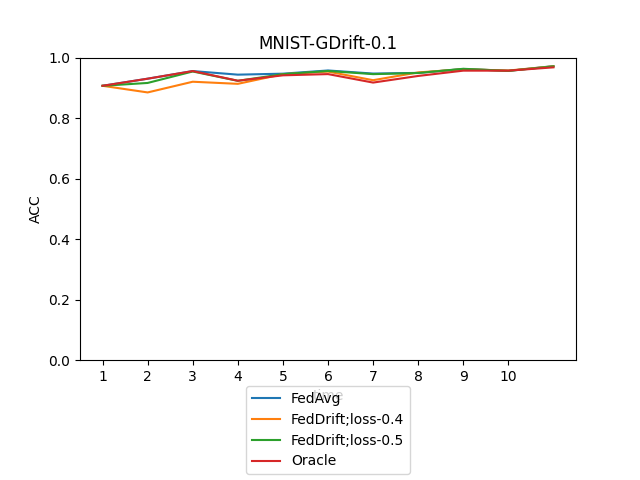 MNIST-GDrift-0.1
1.0
0.8
0.6
0.4
0.2
0.0
ACC
1 2 3 4 5 6 7 8 9 10
time
FedAvg
FedDrift;loss-0.4
FedDrift;loss-0.5
Oracle